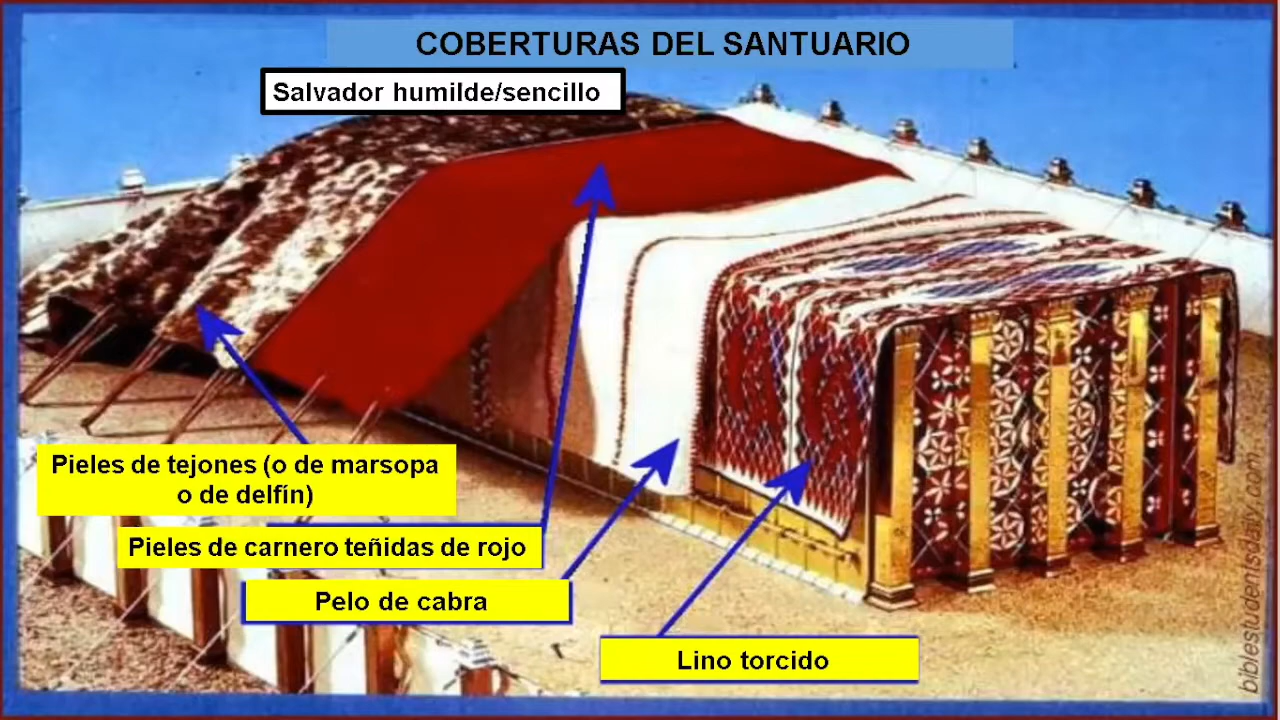 COBERTURAS DEL SANTUARIO
Salvador humilde/sencillo
Pieles de tejones (o de marsopa
o de delfín)
Pieles de carnero teñidas de rojo
Pelo de cabra
Lino torcido
biblestudentsdaily.com